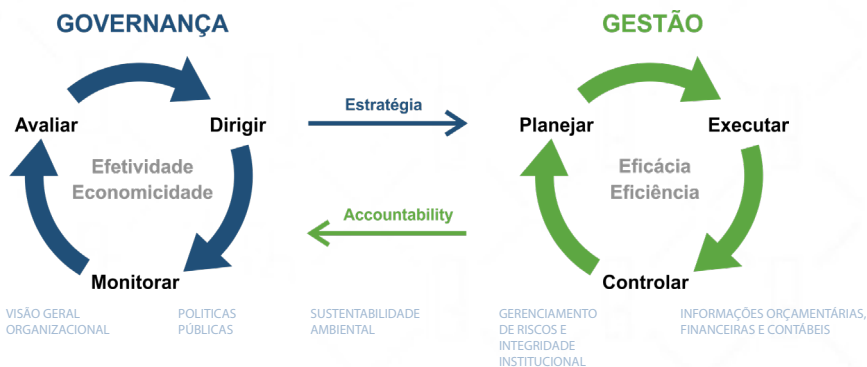 GOVERNANÇA
GESTÃO
Avaliar
Dirigir
Efetividade
Economicidade
Monitorar
Estratégia
Accountability
Planejar
Executar
Eficácia
Eficiência
Controlar
VISÃO GERAL
ORGANIZACIONAL
POLITICAS
PÚBLICAS
SUSTENTABILIDADE
AMBIENTAL
GERENCIAMENTO
DE RISCOS E
INTEGRIDADE
INSTITUCIONAL
INFORMAÇÕES ORÇAMENTÁRIAS,
FINANCEIRAS E CONTÁBEIS